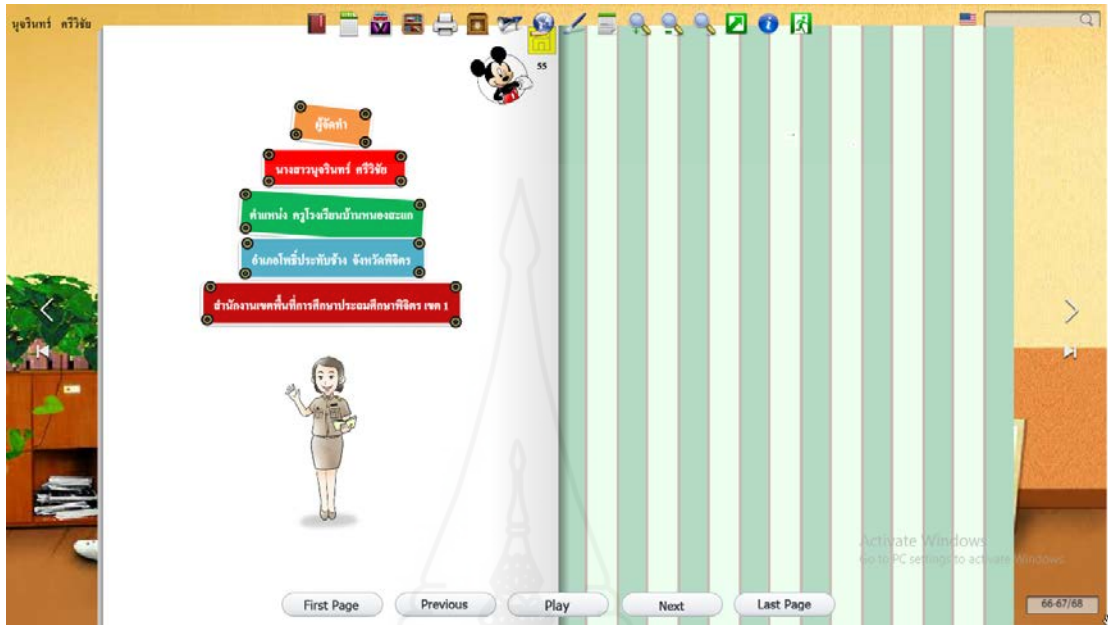 นุจรินทร์ ศรีวิชัย
55
ผู้จัดทำ
นางสาวนุจรินทร์ ศรีวิชัย
ตำแหน่ง ครูโรงเรียนบ้านหนองสะแก
อำเภอโพธิ์ประทับช้าง จังหวัดพิจิตร
สำนักงานเขตพื้นที่การศึกษาประถมศึกษาพิจิตร เขต 1
Activate Windows
Go to PC settings to activate Windows.
First Page
Previous
Play
Next
Last Page
66-67/68